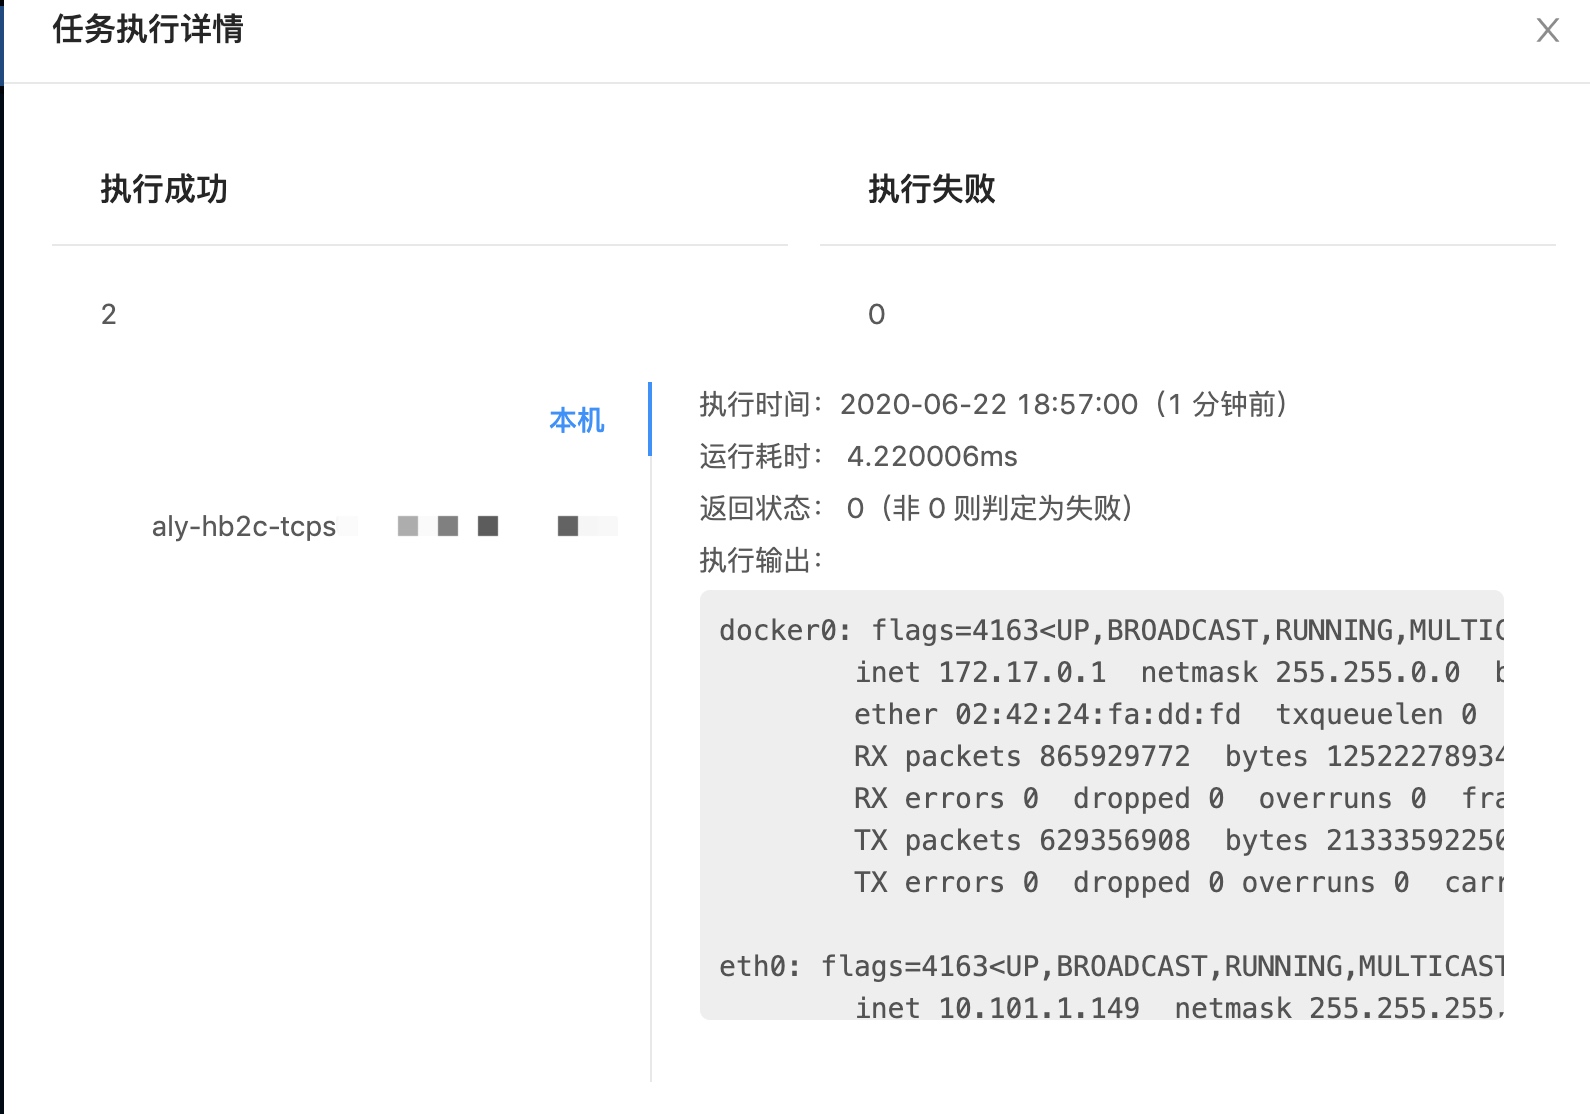 任务执行详情
执行成功
执行失败
2
0
本机
aly-hb2c-tcps
执行时间：2020-06-22 18:57:00（1 分钟前）
运行耗时： 4.220006ms
返回状态： 0（非 0 则判定为失败）
执行输出：
docker0: flags=4163<UP,BROADCAST,RUNNING,MULTIC
inet 172.17.0.1  netmask 255.255.0.0  b
ether 02:42:24:fa:dd:fd  txqueuelen 0
RX packets 865929772  bytes 12522278934
RX errors 0  dropped 0  overruns 0  fra
TX packets 629356908  bytes 21333592250
TX errors 0  dropped 0 overruns 0  carr
eth0: flags=4163<UP,BROADCAST,RUNNING,MULTICAST
inet 10.101.1.149  netmask 255.255.255.